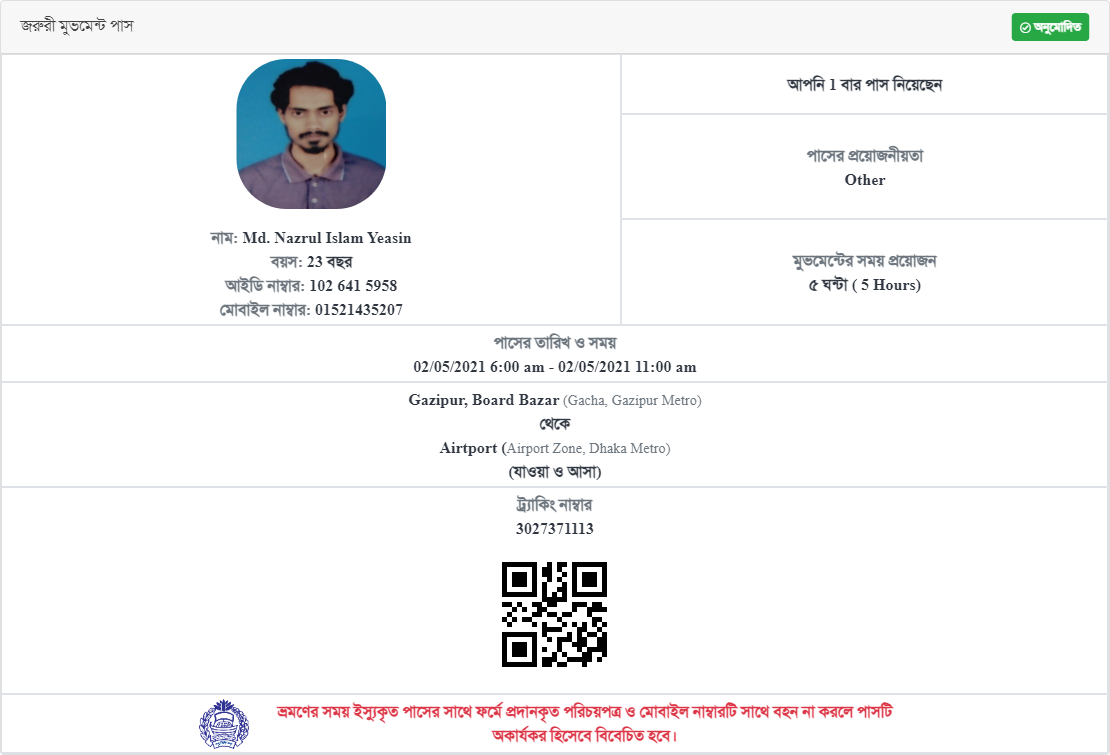 জরুরী মুভমেন্ট পাস
অনুমোদিত
আপনি 1 বার পাস নিয়েছেন
পাসের প্রয়োজনীয়তা
Other
মুভমেন্টের সময় প্রয়োজন
৫ ঘন্টা ( 5 Hours)
নাম: Md. Nazrul Islam Yeasin
বয়স: 23 বছর
আইডি নাম্বার: 102 641 5958
মোবাইল নাম্বার: 01521435207
পাসের তারিখ ও সময়
02/05/2021 6:00 am - 02/05/2021 11:00 am
Gazipur, Board Bazar (Gacha, Gazipur Metro)
থেকে
Airtport (Airport Zone, Dhaka Metro)
(যাওয়া ও আসা)
ট্র্যাকিং নাম্বার
3027371113
ভ্রমণের সময় ইস্যুকৃত পাসের সাথে ফর্মে প্রদানকৃত পরিচয়পত্র ও মোবাইল নাম্বারটি সাথে বহন না করলে পাসটি
অকার্যকর হিসেবে বিবেচিত হবে।